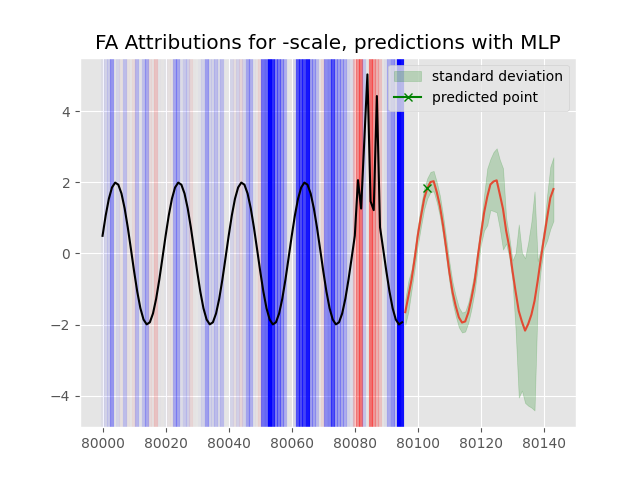 FA Attributions for -scale, predictions with MLP
standard deviation
predicted point
4
2
0
−2
−4
80000 80020 80040 80060 80080 80100 80120 80140